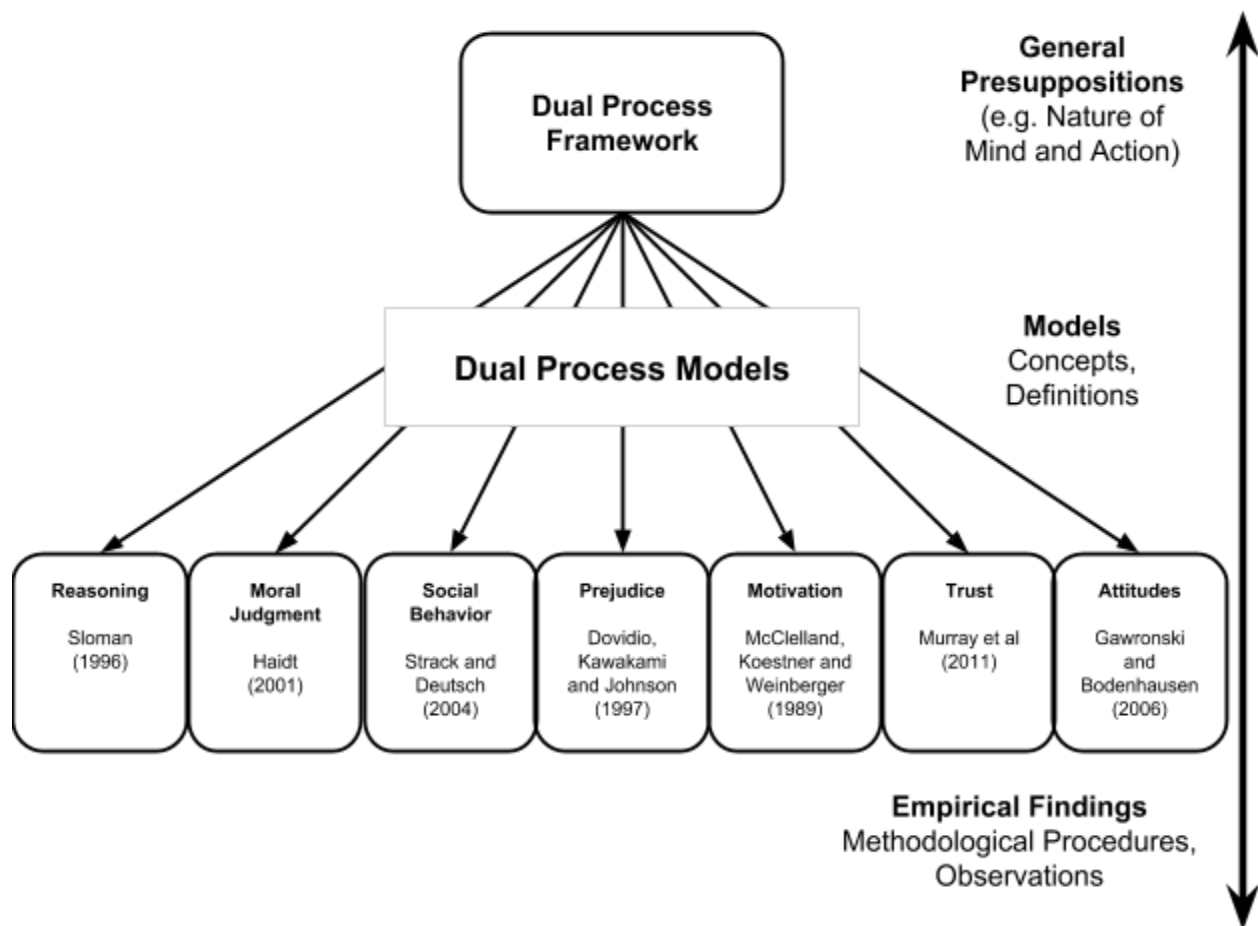 Dual Process
Framework
General
Presuppositions
(e.g. Nature of
Mind and Action)
Dual Process Models
Models
Concepts,
Definitions
Reasoning
Sloman
(1996)
Moral
Judgment
Haidt
(2001)
Social
Behavior
Strack and
Deutsch
(2004)
Prejudice
Dovidio,
Kawakami
and Johnson
(1997)
Motivation
McClelland,
Koestner and
Weinberger
(1989)
Trust
Murray et al
(2011)
Attitudes
Gawronski
and
Bodenhausen
(2006)
Empirical Findings
Methodological Procedures,
Observations